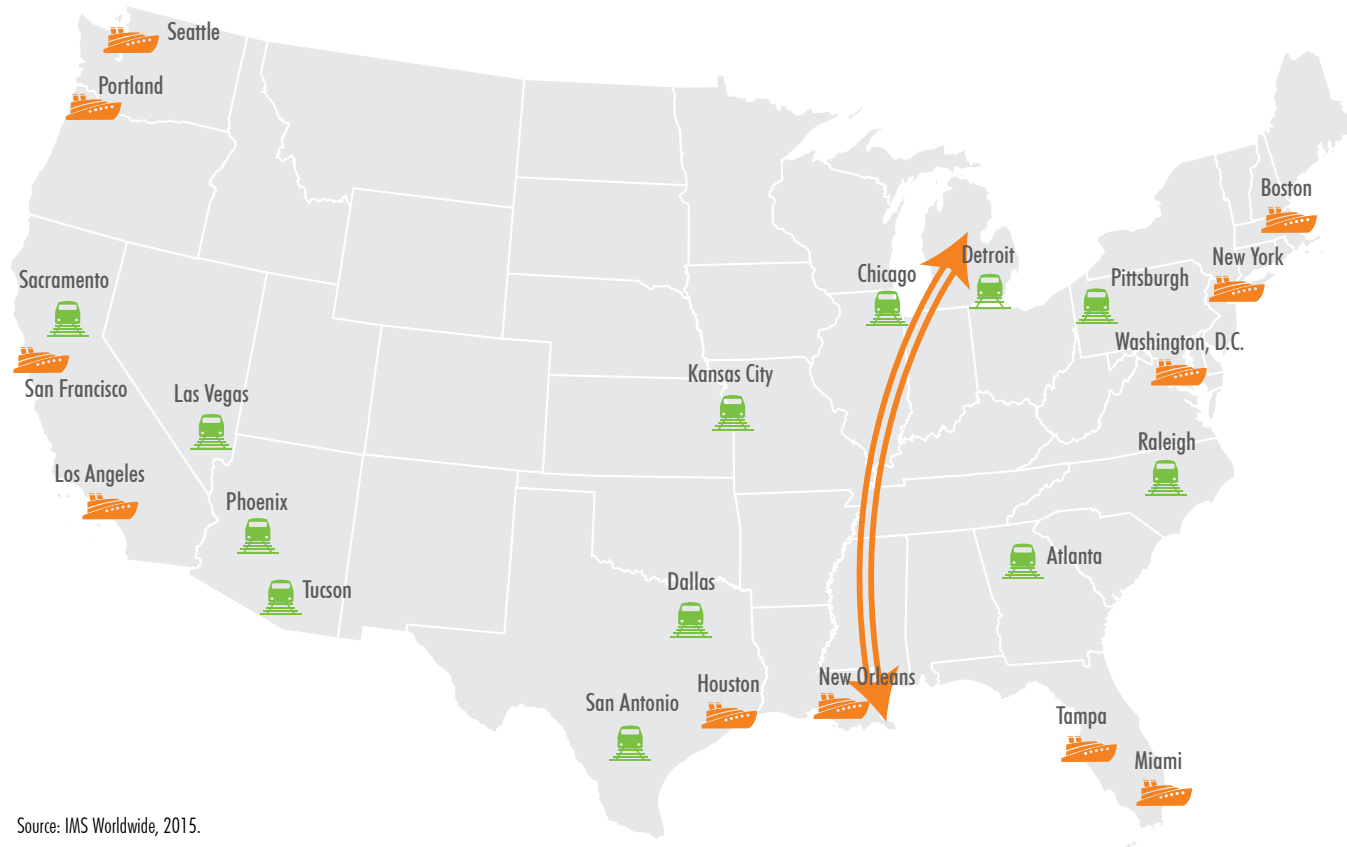 Seattle
Portland
Boston
New York
Detroit
Chicago
Pittsburgh
Sacramento
Washington, D.C.
Kansas City
San Francisco
Las Vegas
Raleigh
Los Angeles
Phoenix
Atlanta
Dallas
Tucson
New Orleans
Houston
San Antonio
Tampa
Miami
Source: IMS Worldwide, 2015.